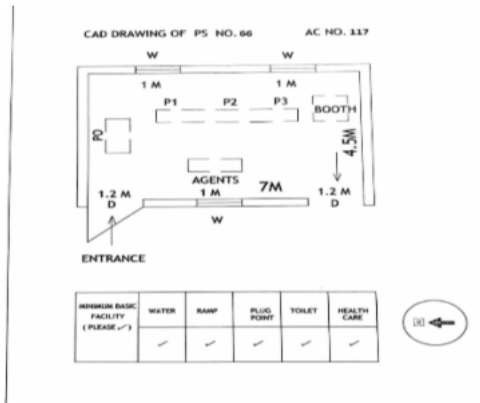 CAD DRAWING OF PS NO. 66 AC NO. 117
W W
1 M 1 M
P1 P2 P3
BOOTH
PO
4.5M
AGENTS
1.2 M 1 M 7M 1.2 M
D D
W
ENTRANCE
MINIMUM BASIC FACILITY ( PLEASE ✓ ) WATER RAMP PLUG POINT TOILET HEALTH CARE
✓ ✓ ✓ ✓ ✓